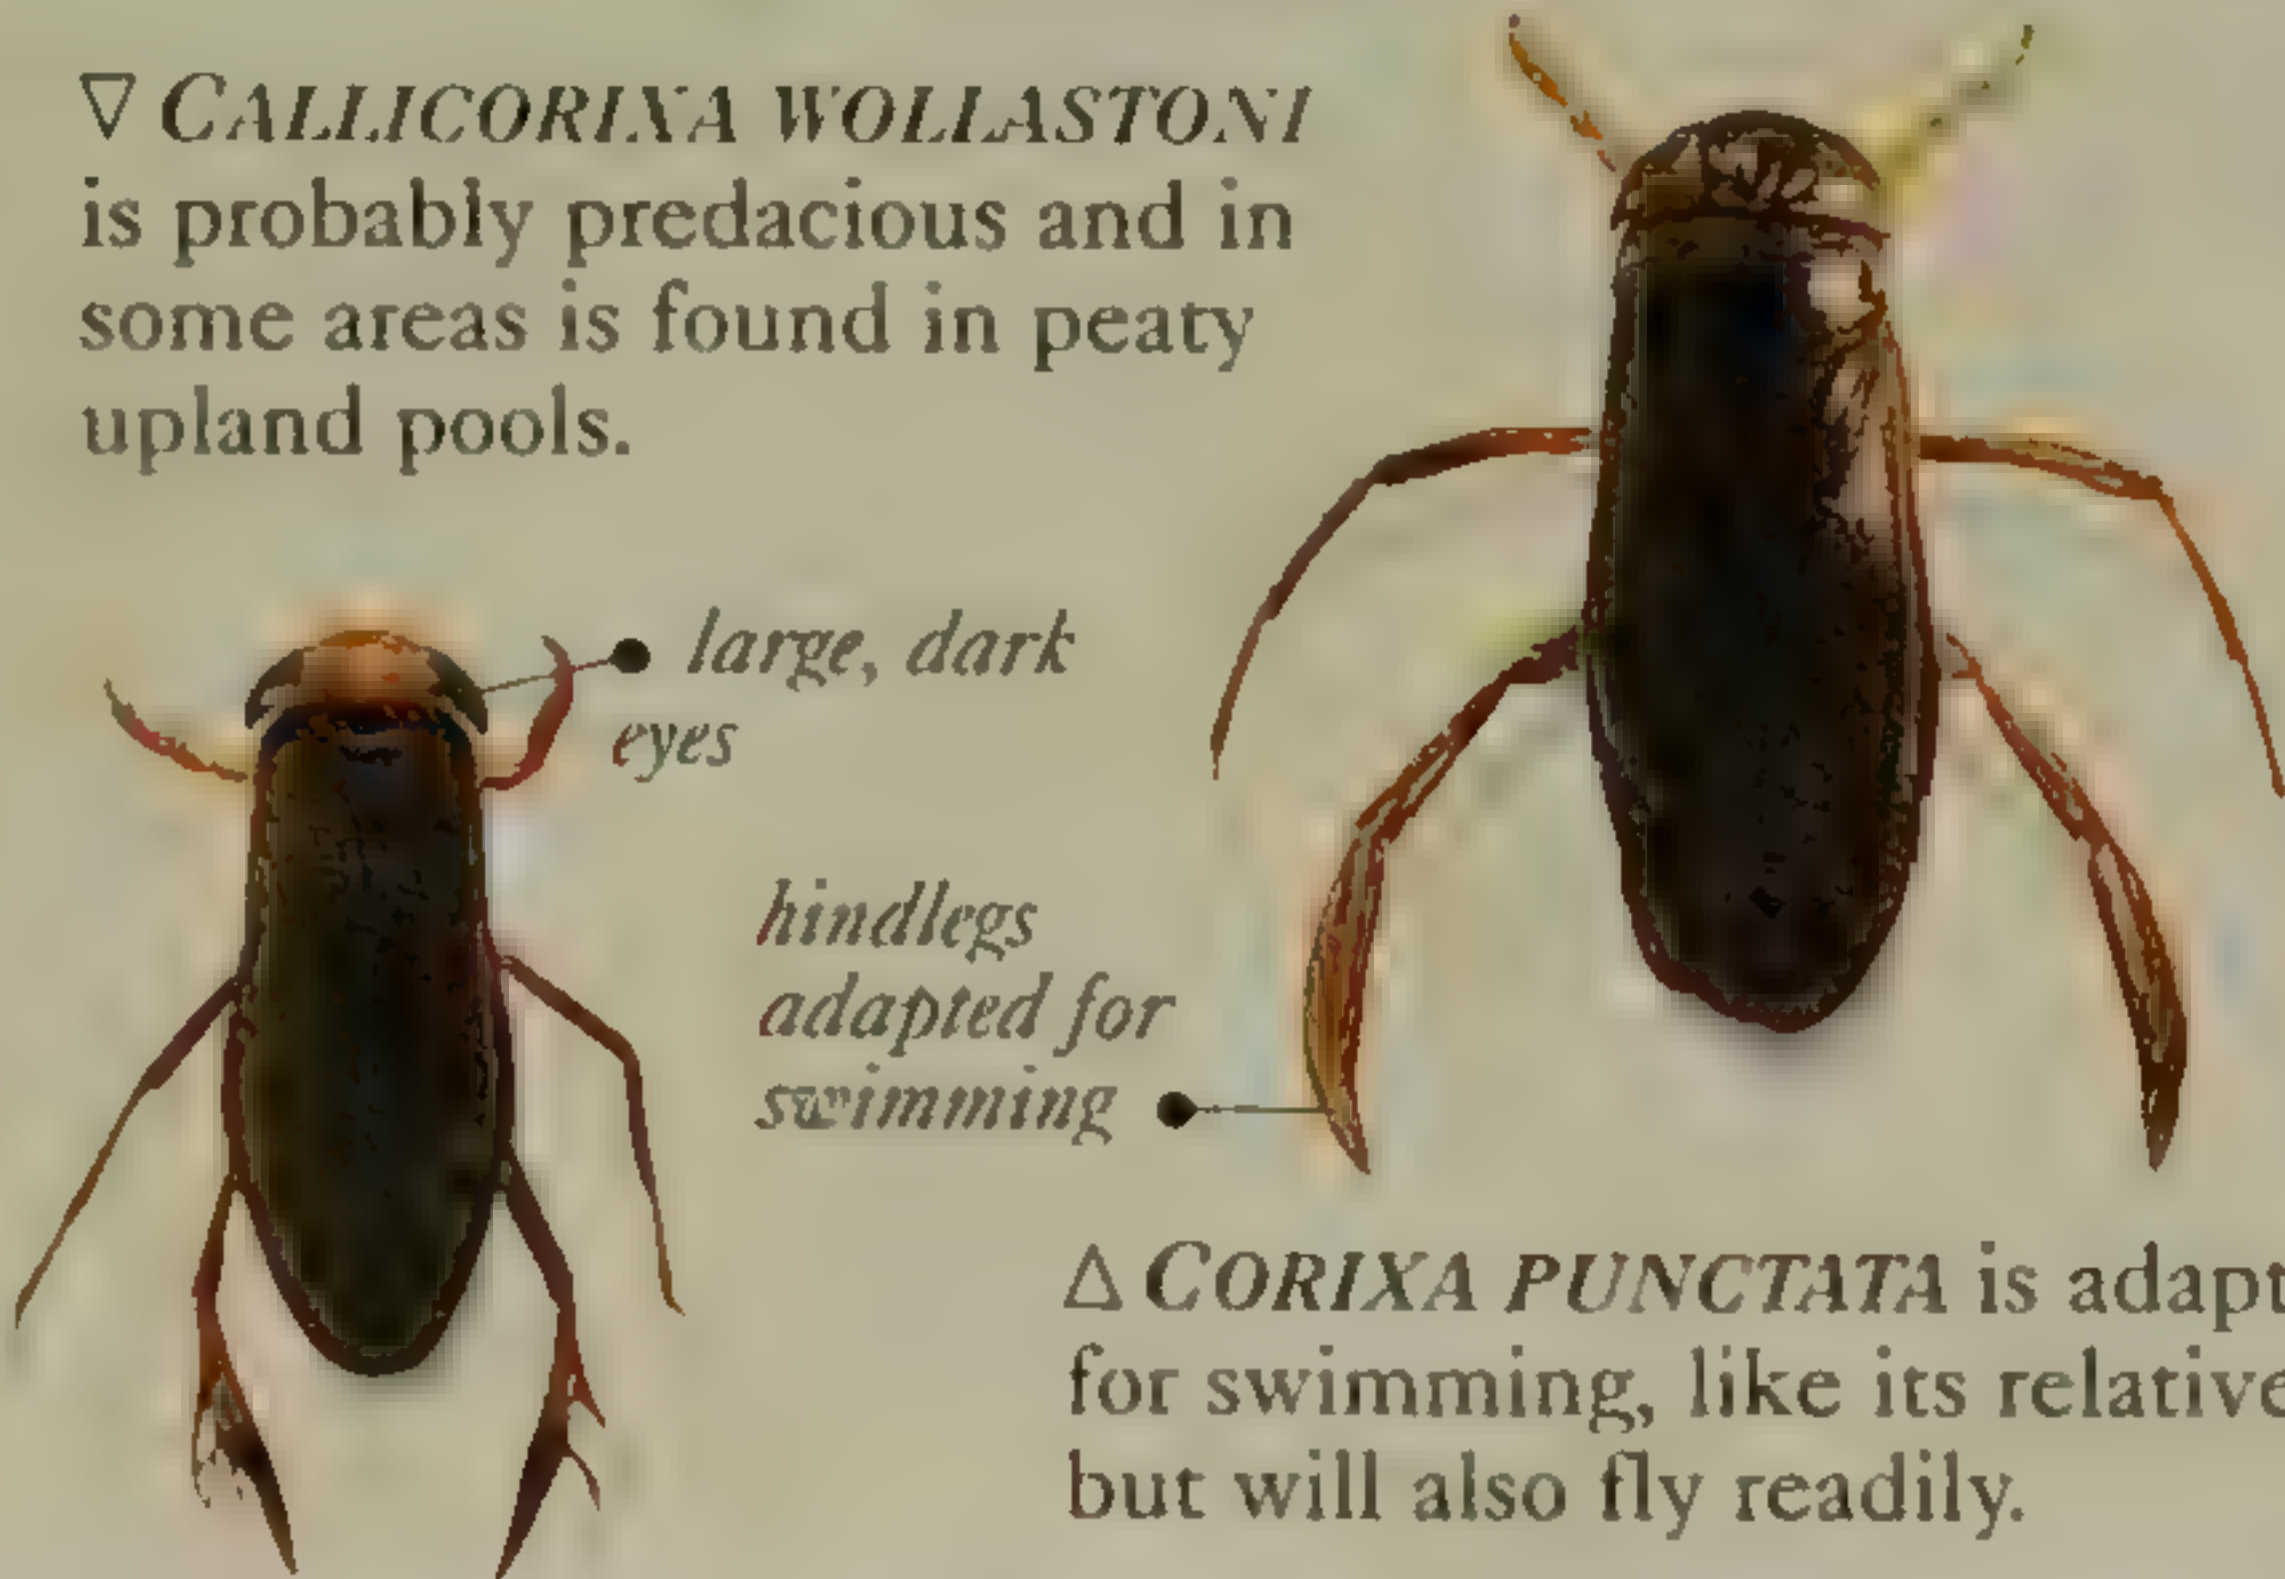 ▽ CALLICORIXA WOLLASTONI
is probably predacious and in
some areas is found in peaty
upland pools.
large, dark
eyes
hindlegs
adapted for
swimming
△ CORIXA PUNCTATA is adapt
for swimming, like its relative
but will also fly readily.